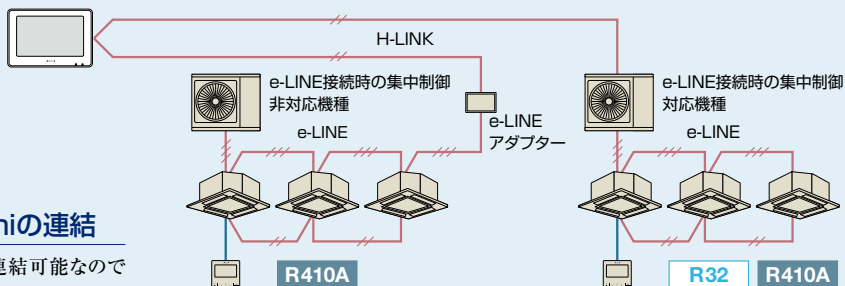 H-LINK
e-LINE接続時の集中制御
非対応機種
e-LINE
e-LINE
アダプター
R410A
e-LINE接続時の集中制御
対応機種
e-LINE
R32
R410A
niの連結
連結可能なので